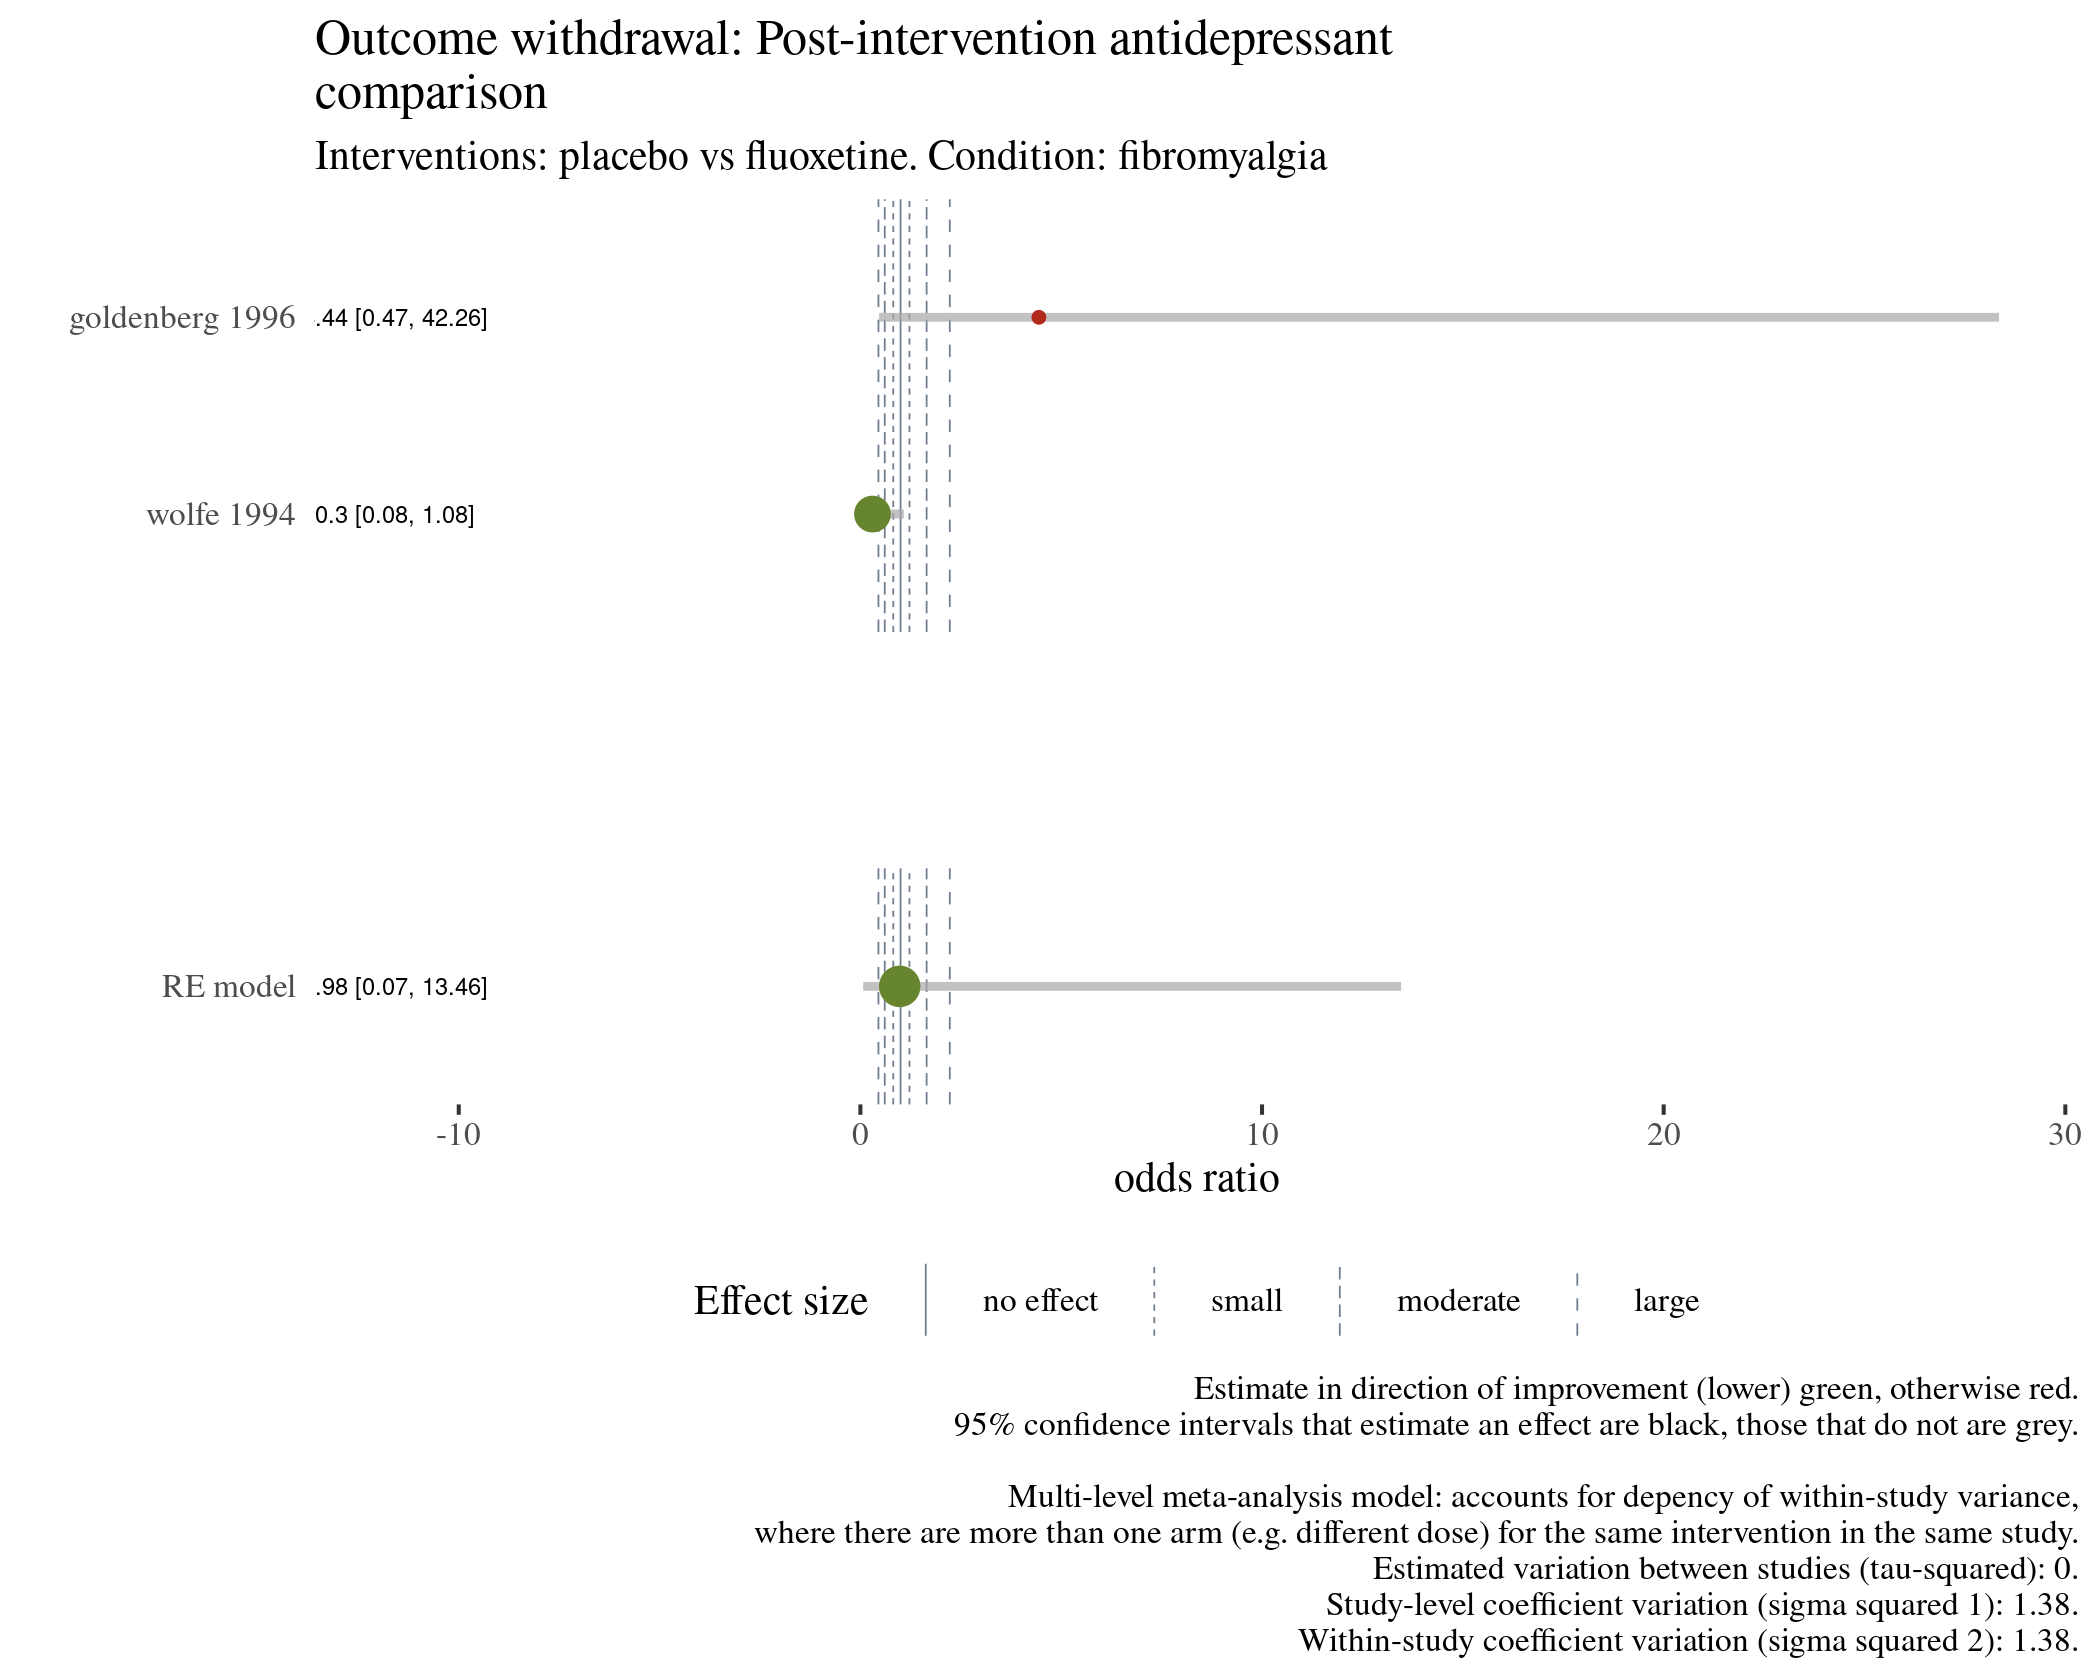 Outcome withdrawal: Post-intervention antidepressant
comparison
Interventions: placebo vs fluoxetine. Condition: fibromyalgia
goldenberg 1996 .44 [0.47, 42.26]
wolfe 1994 0.3 [0.08, 1.08]
RE model .98 [0.07, 13.46]
-10 0 10 20 30
odds ratio
Effect size no effect small moderate large
Estimate in direction of improvement (lower) green, otherwise red.
95% confidence intervals that estimate an effect are black, those that do not are grey.
Multi-level meta-analysis model: accounts for depency of within-study variance,
where there are more than one arm (e.g. different dose) for the same intervention in the same study.
Estimated variation between studies (tau-squared): 0.
Study-level coefficient variation (sigma squared 1): 1.38.
Within-study coefficient variation (sigma squared 2): 1.38.